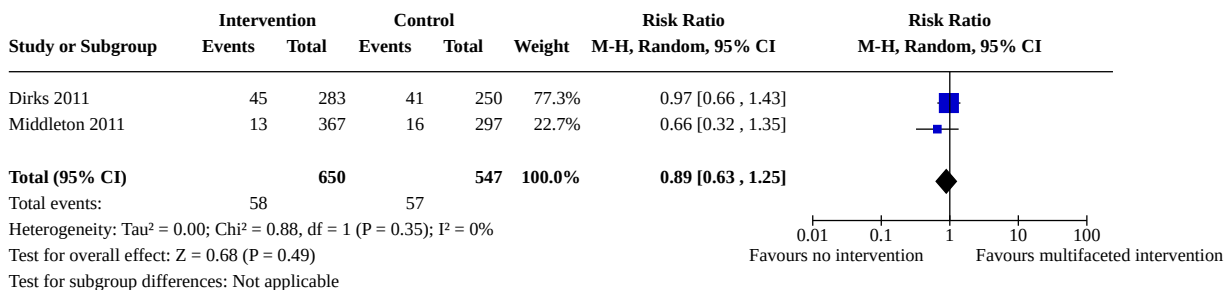 Intervention Control Risk Ratio Risk Ratio
Study or Subgroup Events Total Events Total Weight M-H, Random, 95% CI M-H, Random, 95% CI
Dirks 2011 45 283 41 250 77.3% 0.97 [0.66 , 1.43]
Middleton 2011 13 367 16 297 22.7% 0.66 [0.32 , 1.35]
Total (95% CI) 650 547 100.0% 0.89 [0.63 , 1.25]
Total events: 58 57
Heterogeneity: Tau² = 0.00; Chi² = 0.88, df = 1 (P = 0.35); I² = 0%
0.01 0.1 1 10 100
Test for overall effect: Z = 0.68 (P = 0.49)
Favours no intervention Favours multifaceted intervention
Test for subgroup differences: Not applicable